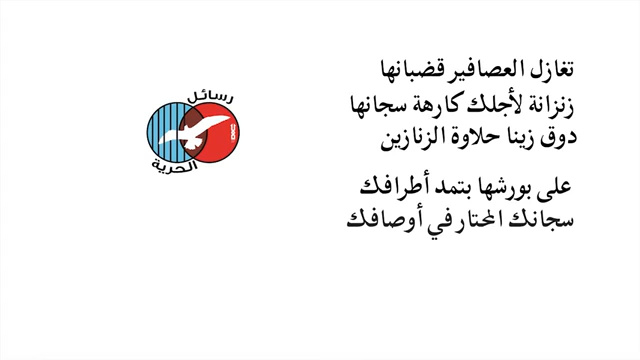 تغازل العصافير قضبانها
زنزانة لأجلك كارهة سجانها
دوق زينا حلاوة الزنازين
على بورشها بتمد أطرافك
سجانك المحتار في أوصافك
رسائل
الحرية